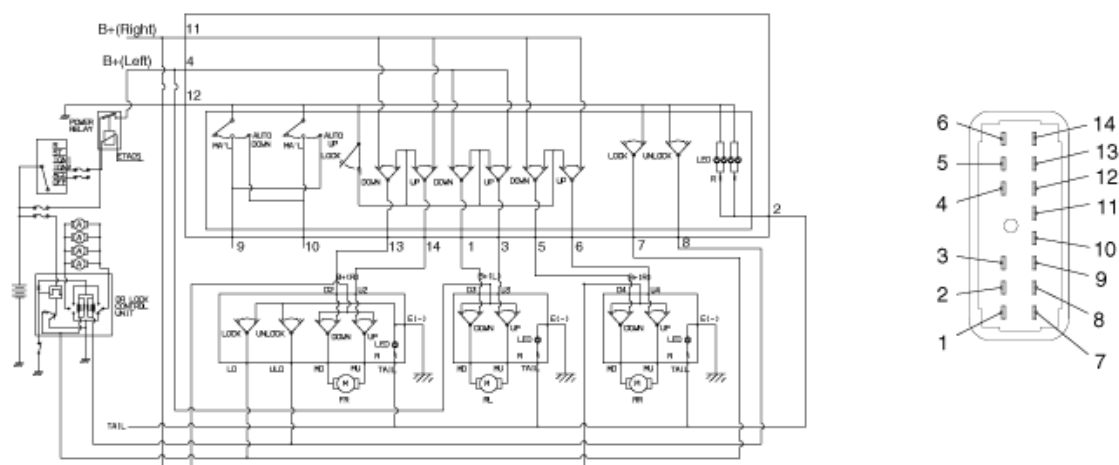 B+(Right) 11
B+(Left) 4
12
POWER
RELAY
ETACS
MA'L AUTO
DOWN
MA'L AUTO
UP
LOCK
DOWN UP DOWN UP DOWN UP
LOCK UNLOCK LED
R
2
9 10 13 14 1 3 5 6 7 8
DR LOCK
CONTROL
UNIT
B+(R) B+(L) B+(R)
D2 U2 D3 U3 D4 U4
E(-) E(-) E(-)
LOCK UNLOCK DOWN UP LED
DOWN UP LED
DOWN UP LED
R R R
LO ULO MD MU TAIL
MD MU TAIL
MD MU TAIL
M M M
FR RL RR
TAIL
A
A
A
A
6 14
5 13
4 12
11
10
3 9
2 8
1 7